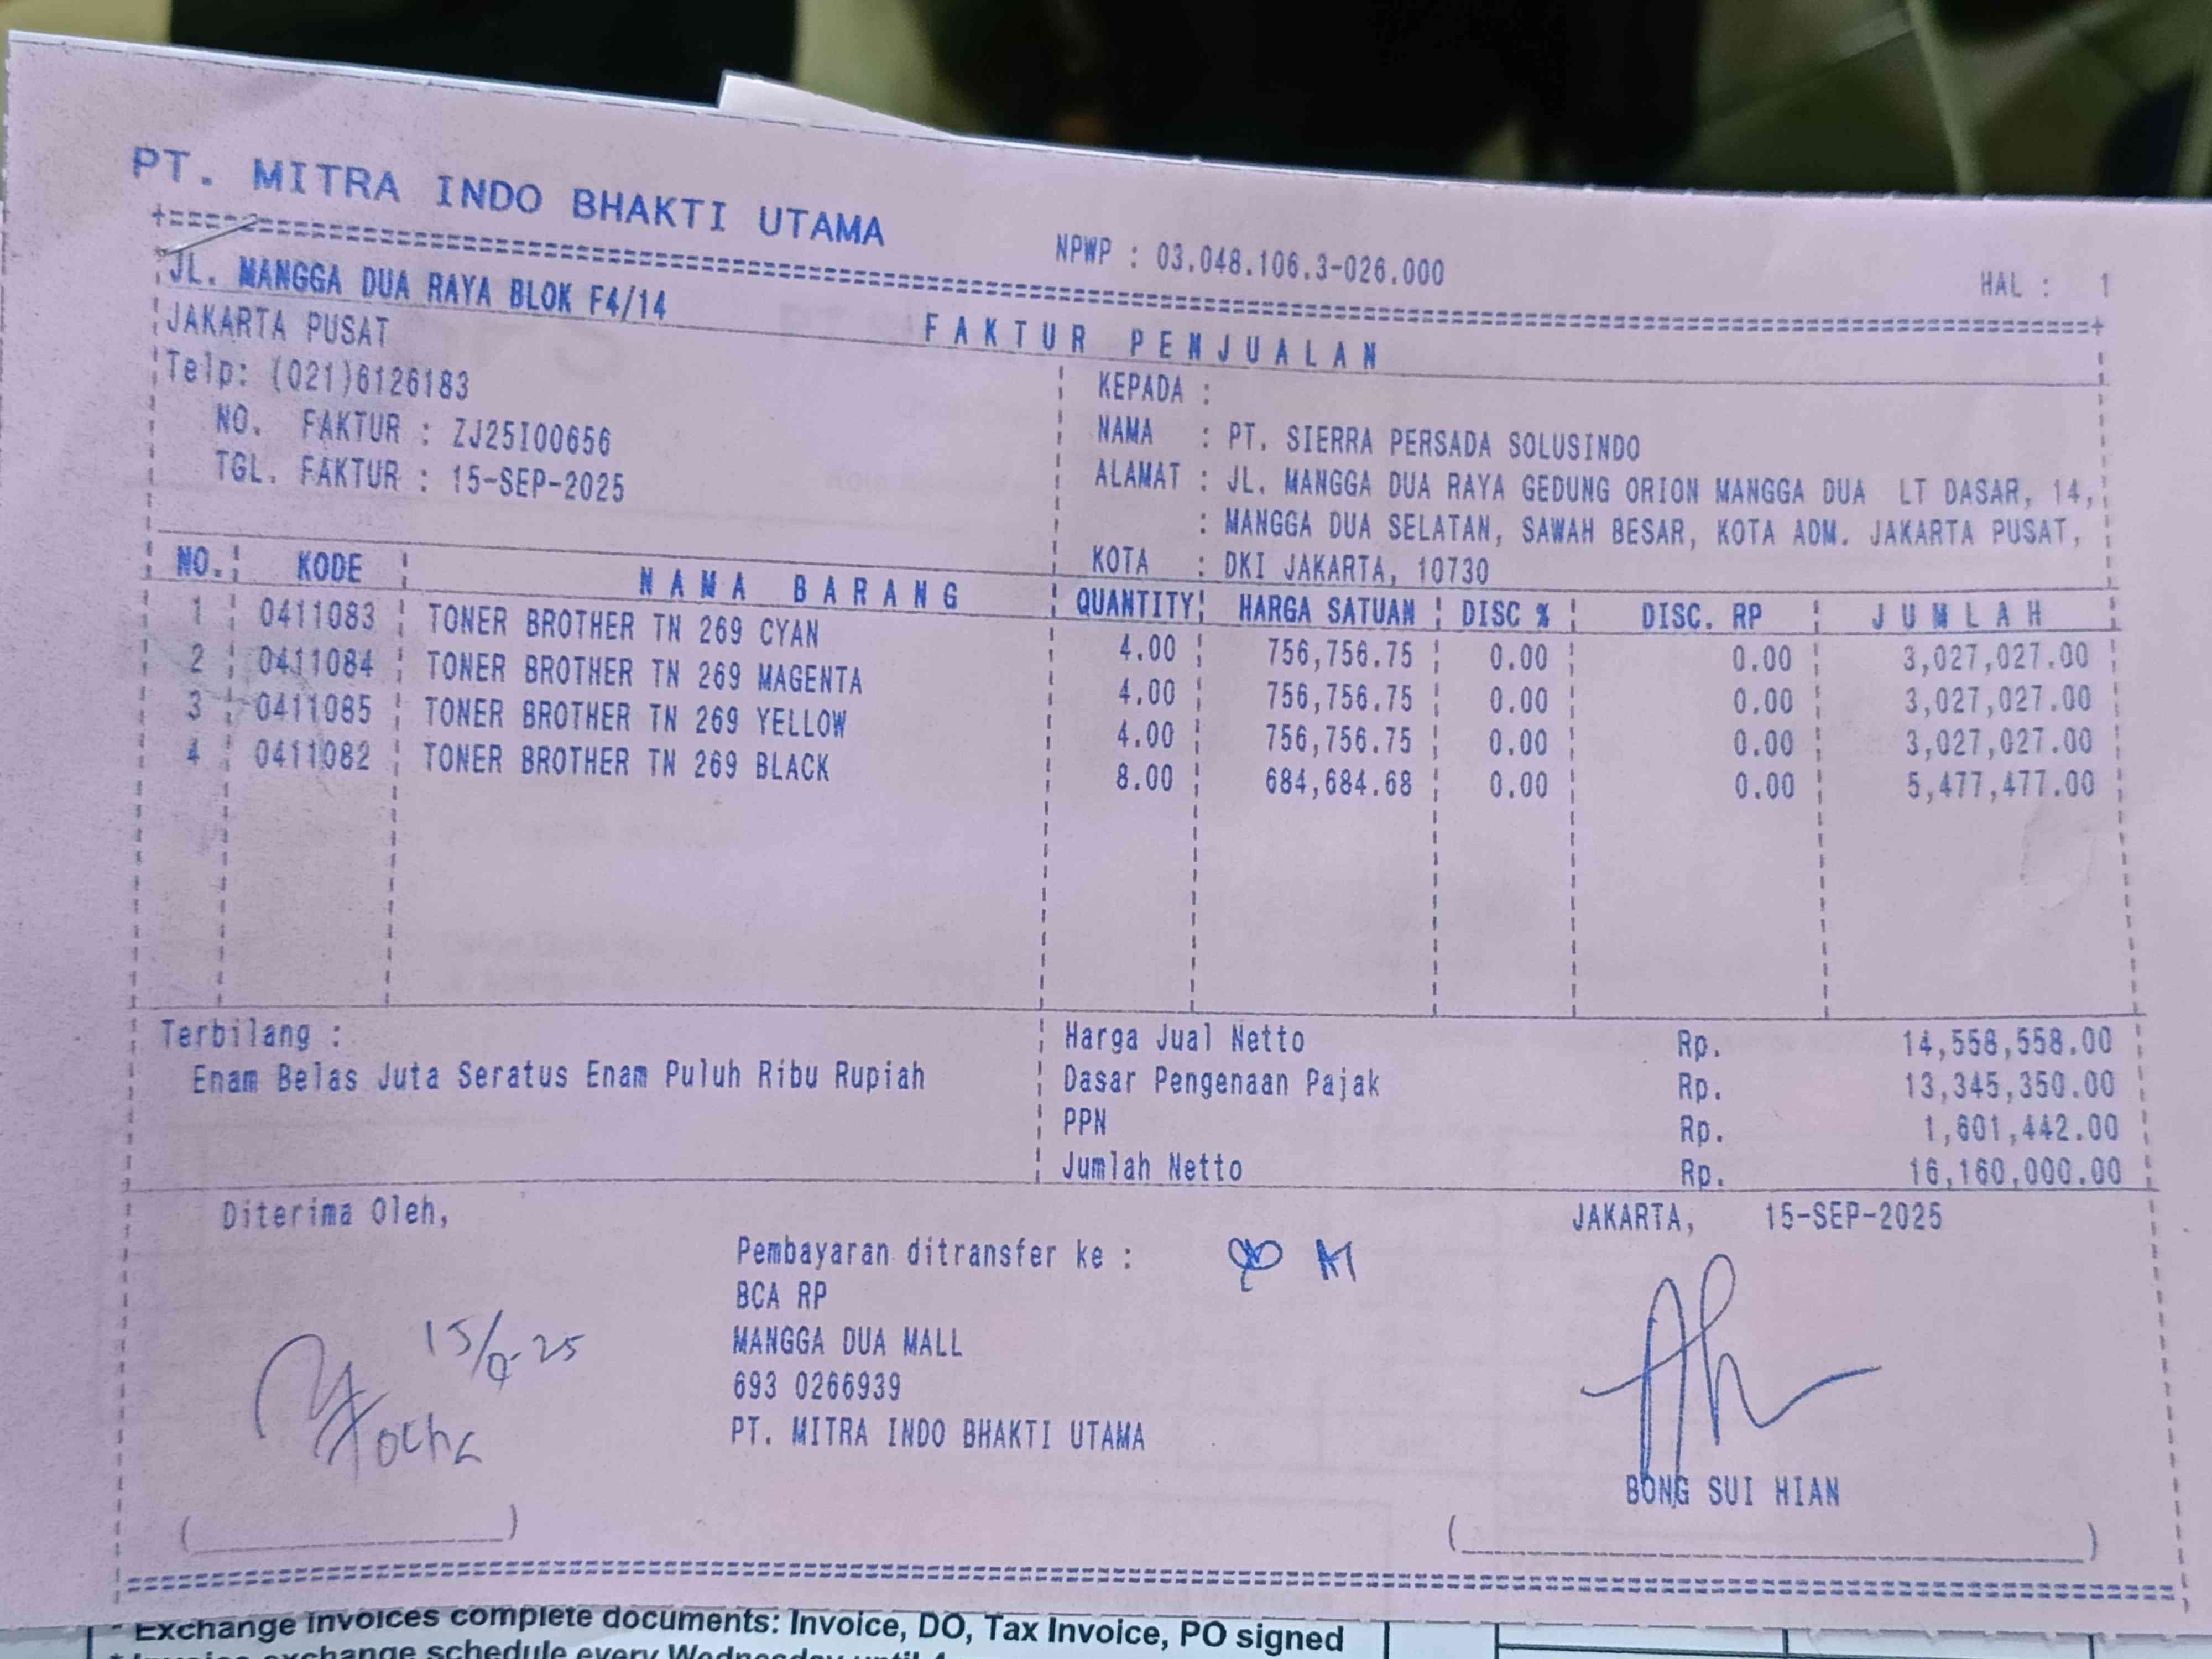 PT. MITRA INDO BHAKTI UTAMA
NPWP : 03.048.106.3-026.000
HAL : 1
JL. MANGGA DUA RAYA BLOK F4/14
JAKARTA PUSAT
Telp: (021)6126183
NO. FAKTUR : ZJ25I00656
TGL. FAKTUR : 15-SEP-2025
FAKTUR PENJUALAN
KEPADA :
NAMA : PT. SIERRA PERSADA SOLUSINDO
ALAMAT : JL. MANGGA DUA RAYA GEDUNG ORION MANGGA DUA LT DASAR, 14,
: MANGGA DUA SELATAN, SAWAH BESAR, KOTA ADM. JAKARTA PUSAT,
KOTA : DKI JAKARTA, 10730
NO. KODE NAMA BARANG QUANTITY HARGA SATUAN DISC % DISC. RP JUMLAH
1 0411083 TONER BROTHER TN 269 CYAN 4.00 756,756.75 0.00 0.00 3,027,027.00
2 0411084 TONER BROTHER TN 269 MAGENTA 4.00 756,756.75 0.00 0.00 3,027,027.00
3 0411085 TONER BROTHER TN 269 YELLOW 4.00 756,756.75 0.00 0.00 3,027,027.00
4 0411082 TONER BROTHER TN 269 BLACK 8.00 684,684.68 0.00 0.00 5,477,477.00
Terbilang :
Enam Belas Juta Seratus Enam Puluh Ribu Rupiah
Harga Jual Netto Rp. 14,558,558.00
Dasar Pengenaan Pajak Rp. 13,345,350.00
PPN Rp. 1,601,442.00
Jumlah Netto Rp. 16,160,000.00
Diterima Oleh,
JAKARTA, 15-SEP-2025
Pembayaran ditransfer ke :
BCA RP
MANGGA DUA MALL
693 0266939
PT. MITRA INDO BHAKTI UTAMA
BONG SUI HIAN
* Exchange invoices complete documents: Invoice, DO, Tax Invoice, PO signed